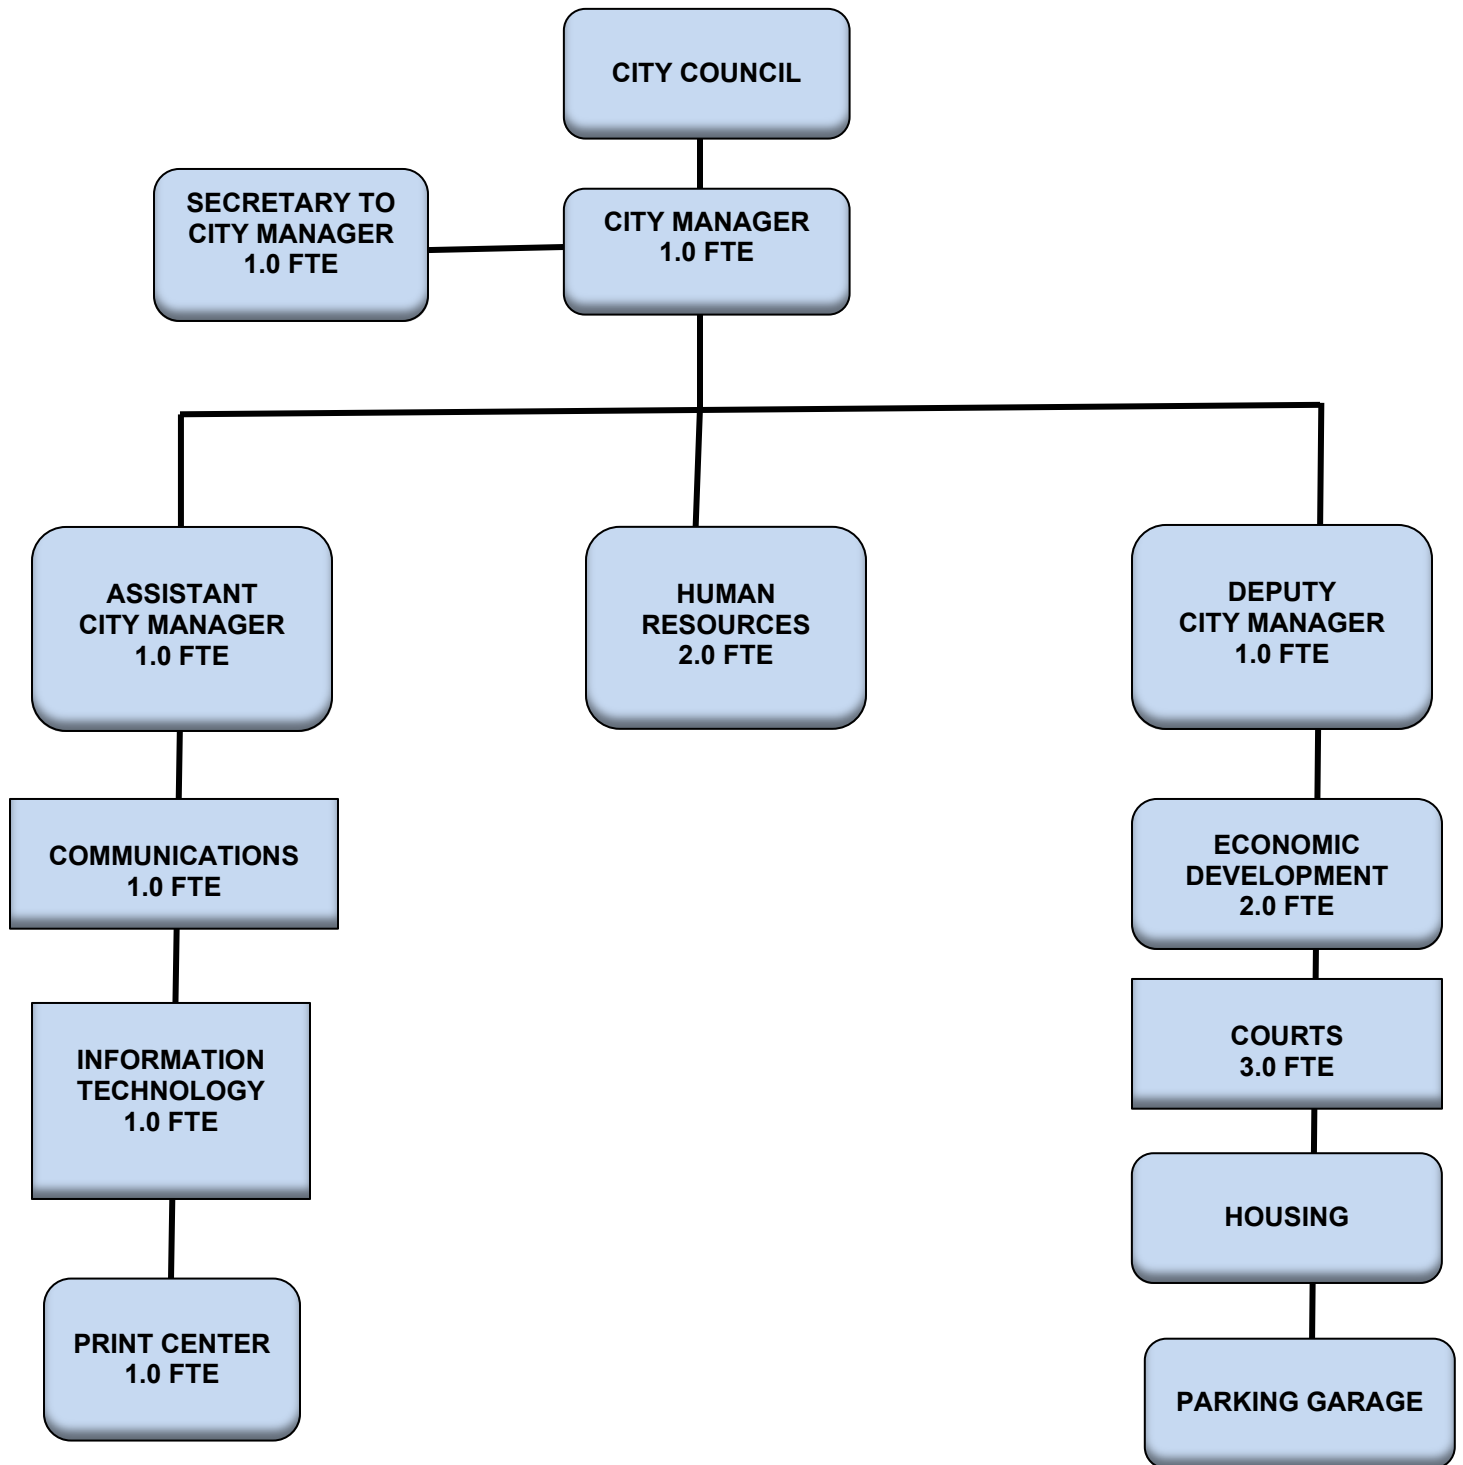 CITY COUNCIL
SECRETARY TO
CITY MANAGER
1.0 FTE
CITY MANAGER
1.0 FTE
ASSISTANT
CITY MANAGER
1.0 FTE
HUMAN
RESOURCES
2.0 FTE
DEPUTY
CITY MANAGER
1.0 FTE
COMMUNICATIONS
1.0 FTE
INFORMATION
TECHNOLOGY
1.0 FTE
PRINT CENTER
1.0 FTE
ECONOMIC
DEVELOPMENT
2.0 FTE
COURTS
3.0 FTE
HOUSING
PARKING GARAGE